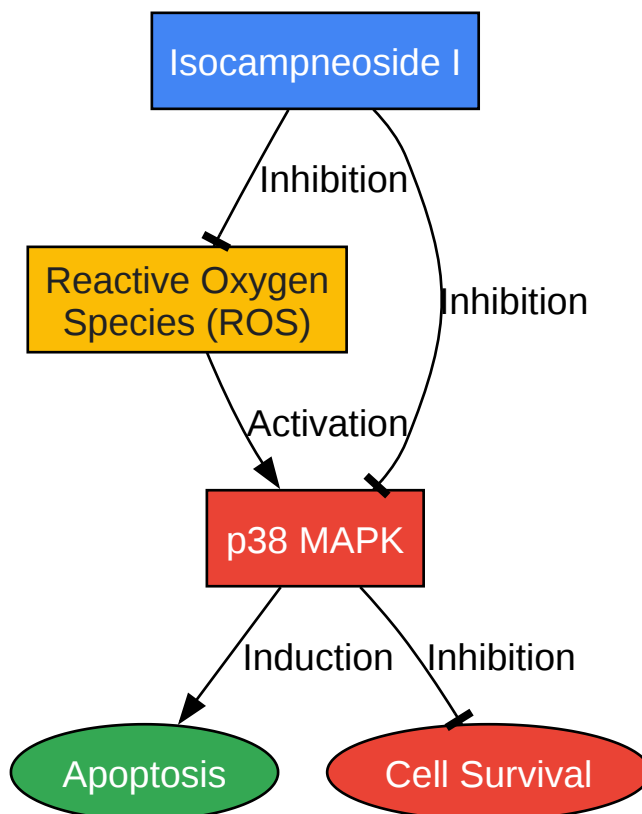 Isocampneoside I
Inhibition
Reactive Oxygen
Species (ROS)
Inhibition
Activation
p38 MAPK
Induction
Inhibition
Apoptosis
Cell Survival